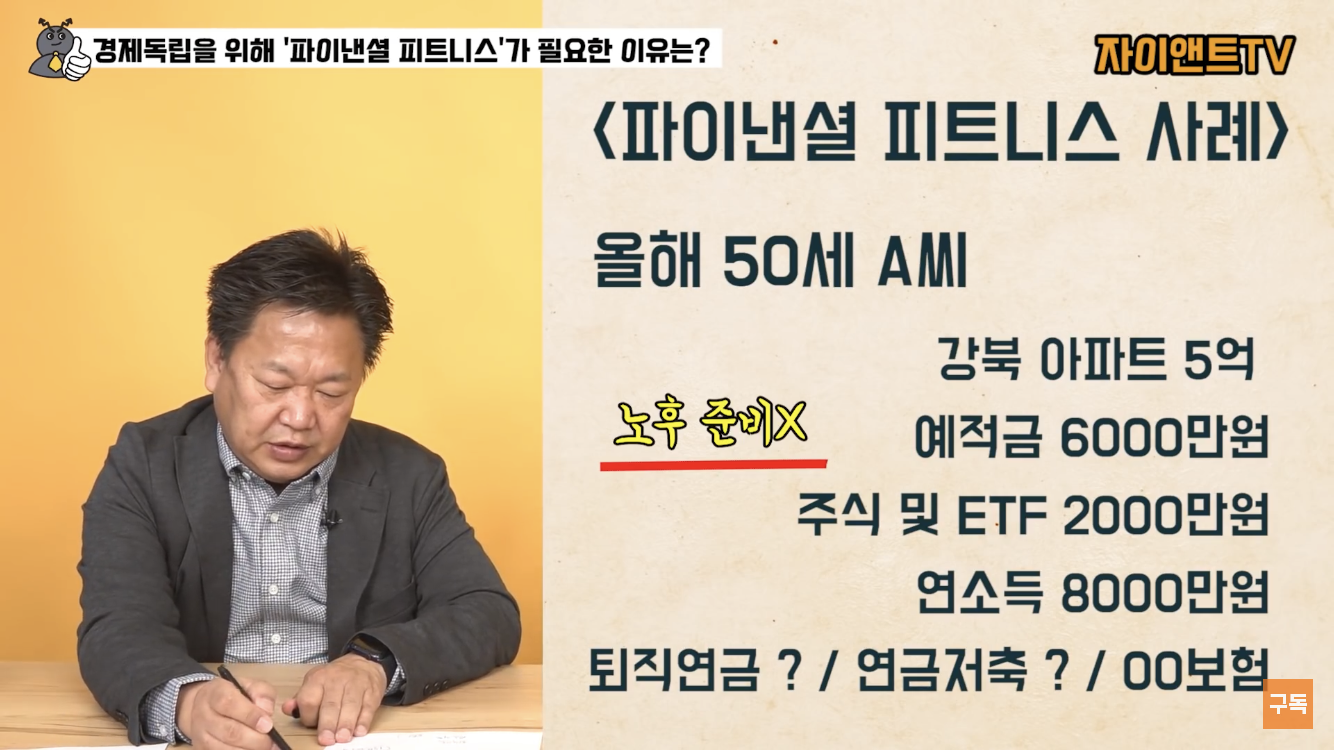 경제독립을 위해 '파이낸셜 피트니스'가 필요한 이유는?
자이앤트TV
<파이낸셜 피트니스 사례>
올해 50세 A씨
강북 아파트 5억
노후 준비X
예적금 6000만원
주식 및 ETF 2000만원
연소득 8000만원
퇴직연금 ? / 연금저축 ? / OO보험
구독